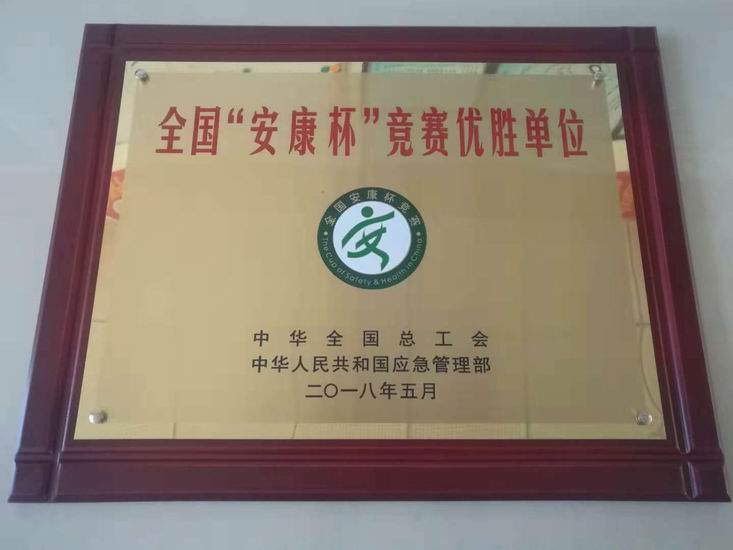 全国“安康杯”竞赛优胜单位
全国安康杯竞赛
安
The Cup of Safety & Health in China
中华全国总工会
中华人民共和国应急管理部
二〇一八年五月